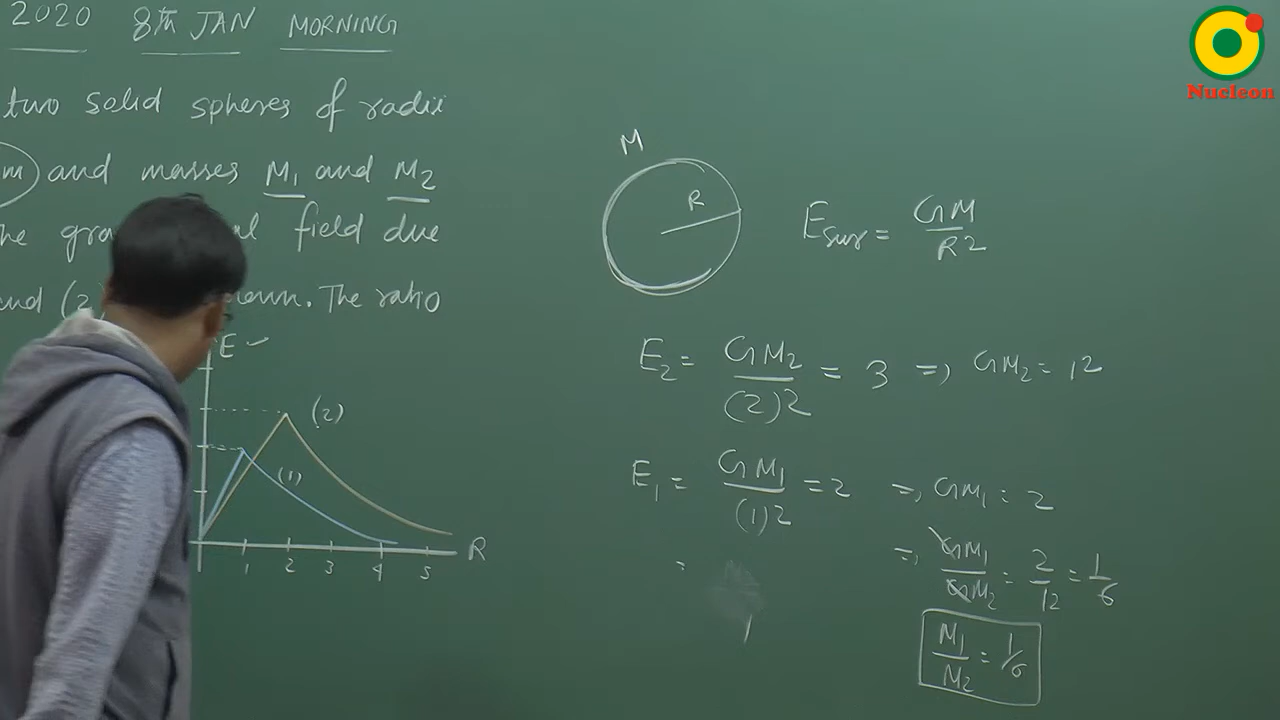 2020 8TH JAN MORNING
two solid spheres of radii
m and masses M1 and M2
field due
and (2) The ratio
E
(2)
(1)
R
1 2 3 4 5
M
R
Esur = GM/R2
E2 = GM2/(2)2 = 3 => GM2 = 12
E1 = GM1/(1)2 = 2 => GM1 = 2
=
=> GM1/GM2 = 2/12 = 1/6
M1/M2 = 1/6
Nucleon